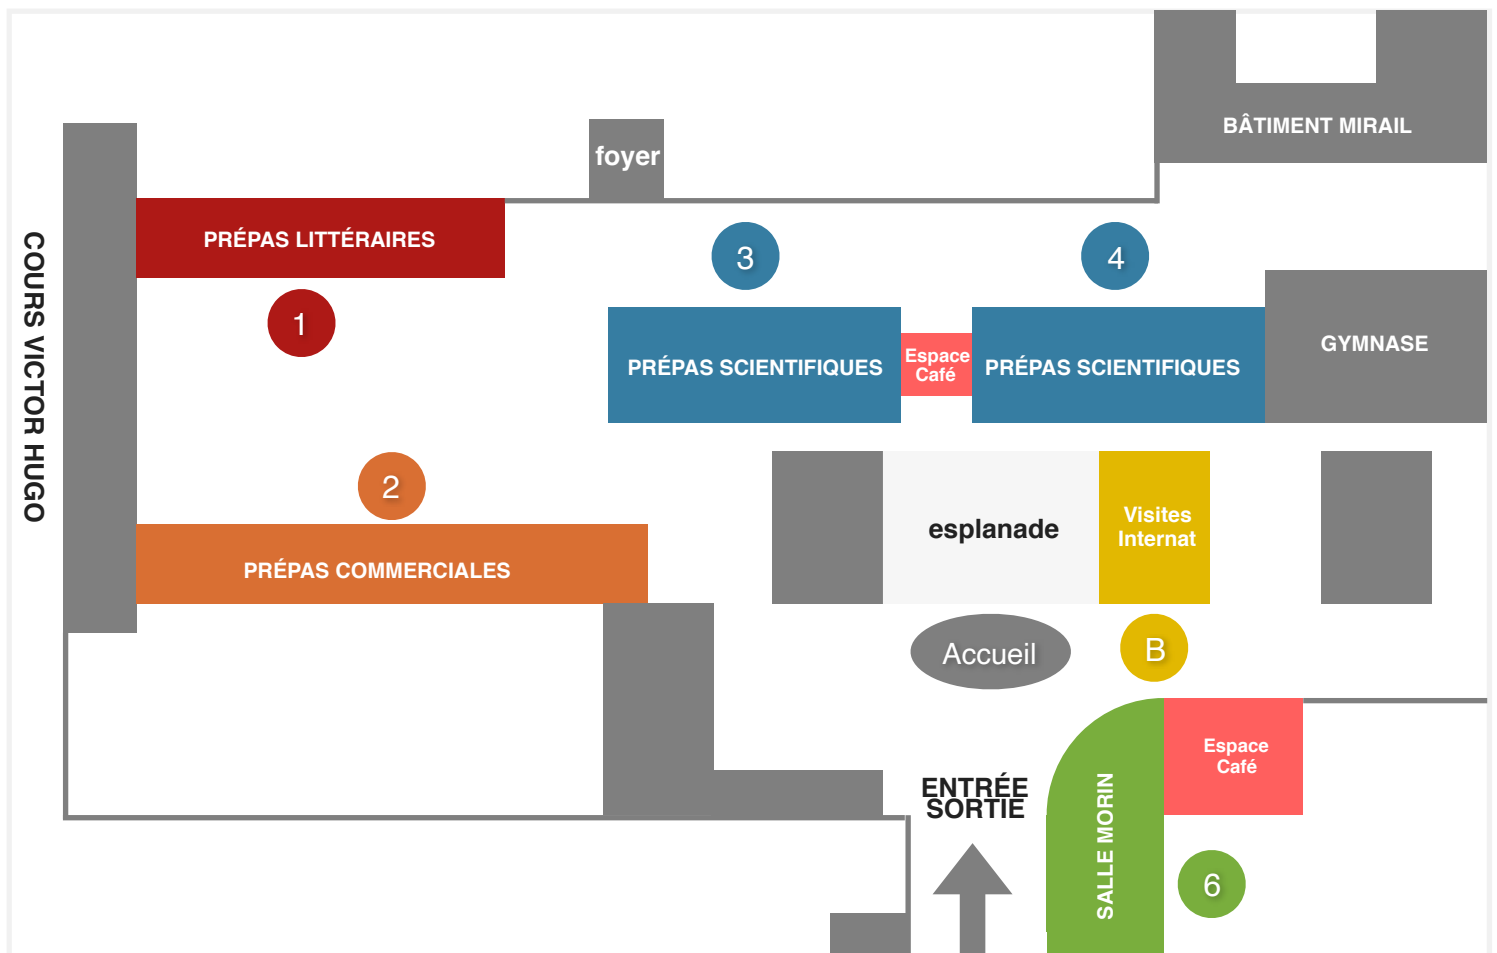 BÂTIMENT MIRAIL
foyer
COURS VICTOR HUGO
PRÉPAS LITTÉRAIRES
1
3
4
PRÉPAS SCIENTIFIQUES
Espace
Café
PRÉPAS SCIENTIFIQUES
GYMNASE
2
PRÉPAS COMMERCIALES
esplanade
Visites
Internat
Accueil
B
ENTRÉE
SORTIE
SALLE MORIN
Espace
Café
6